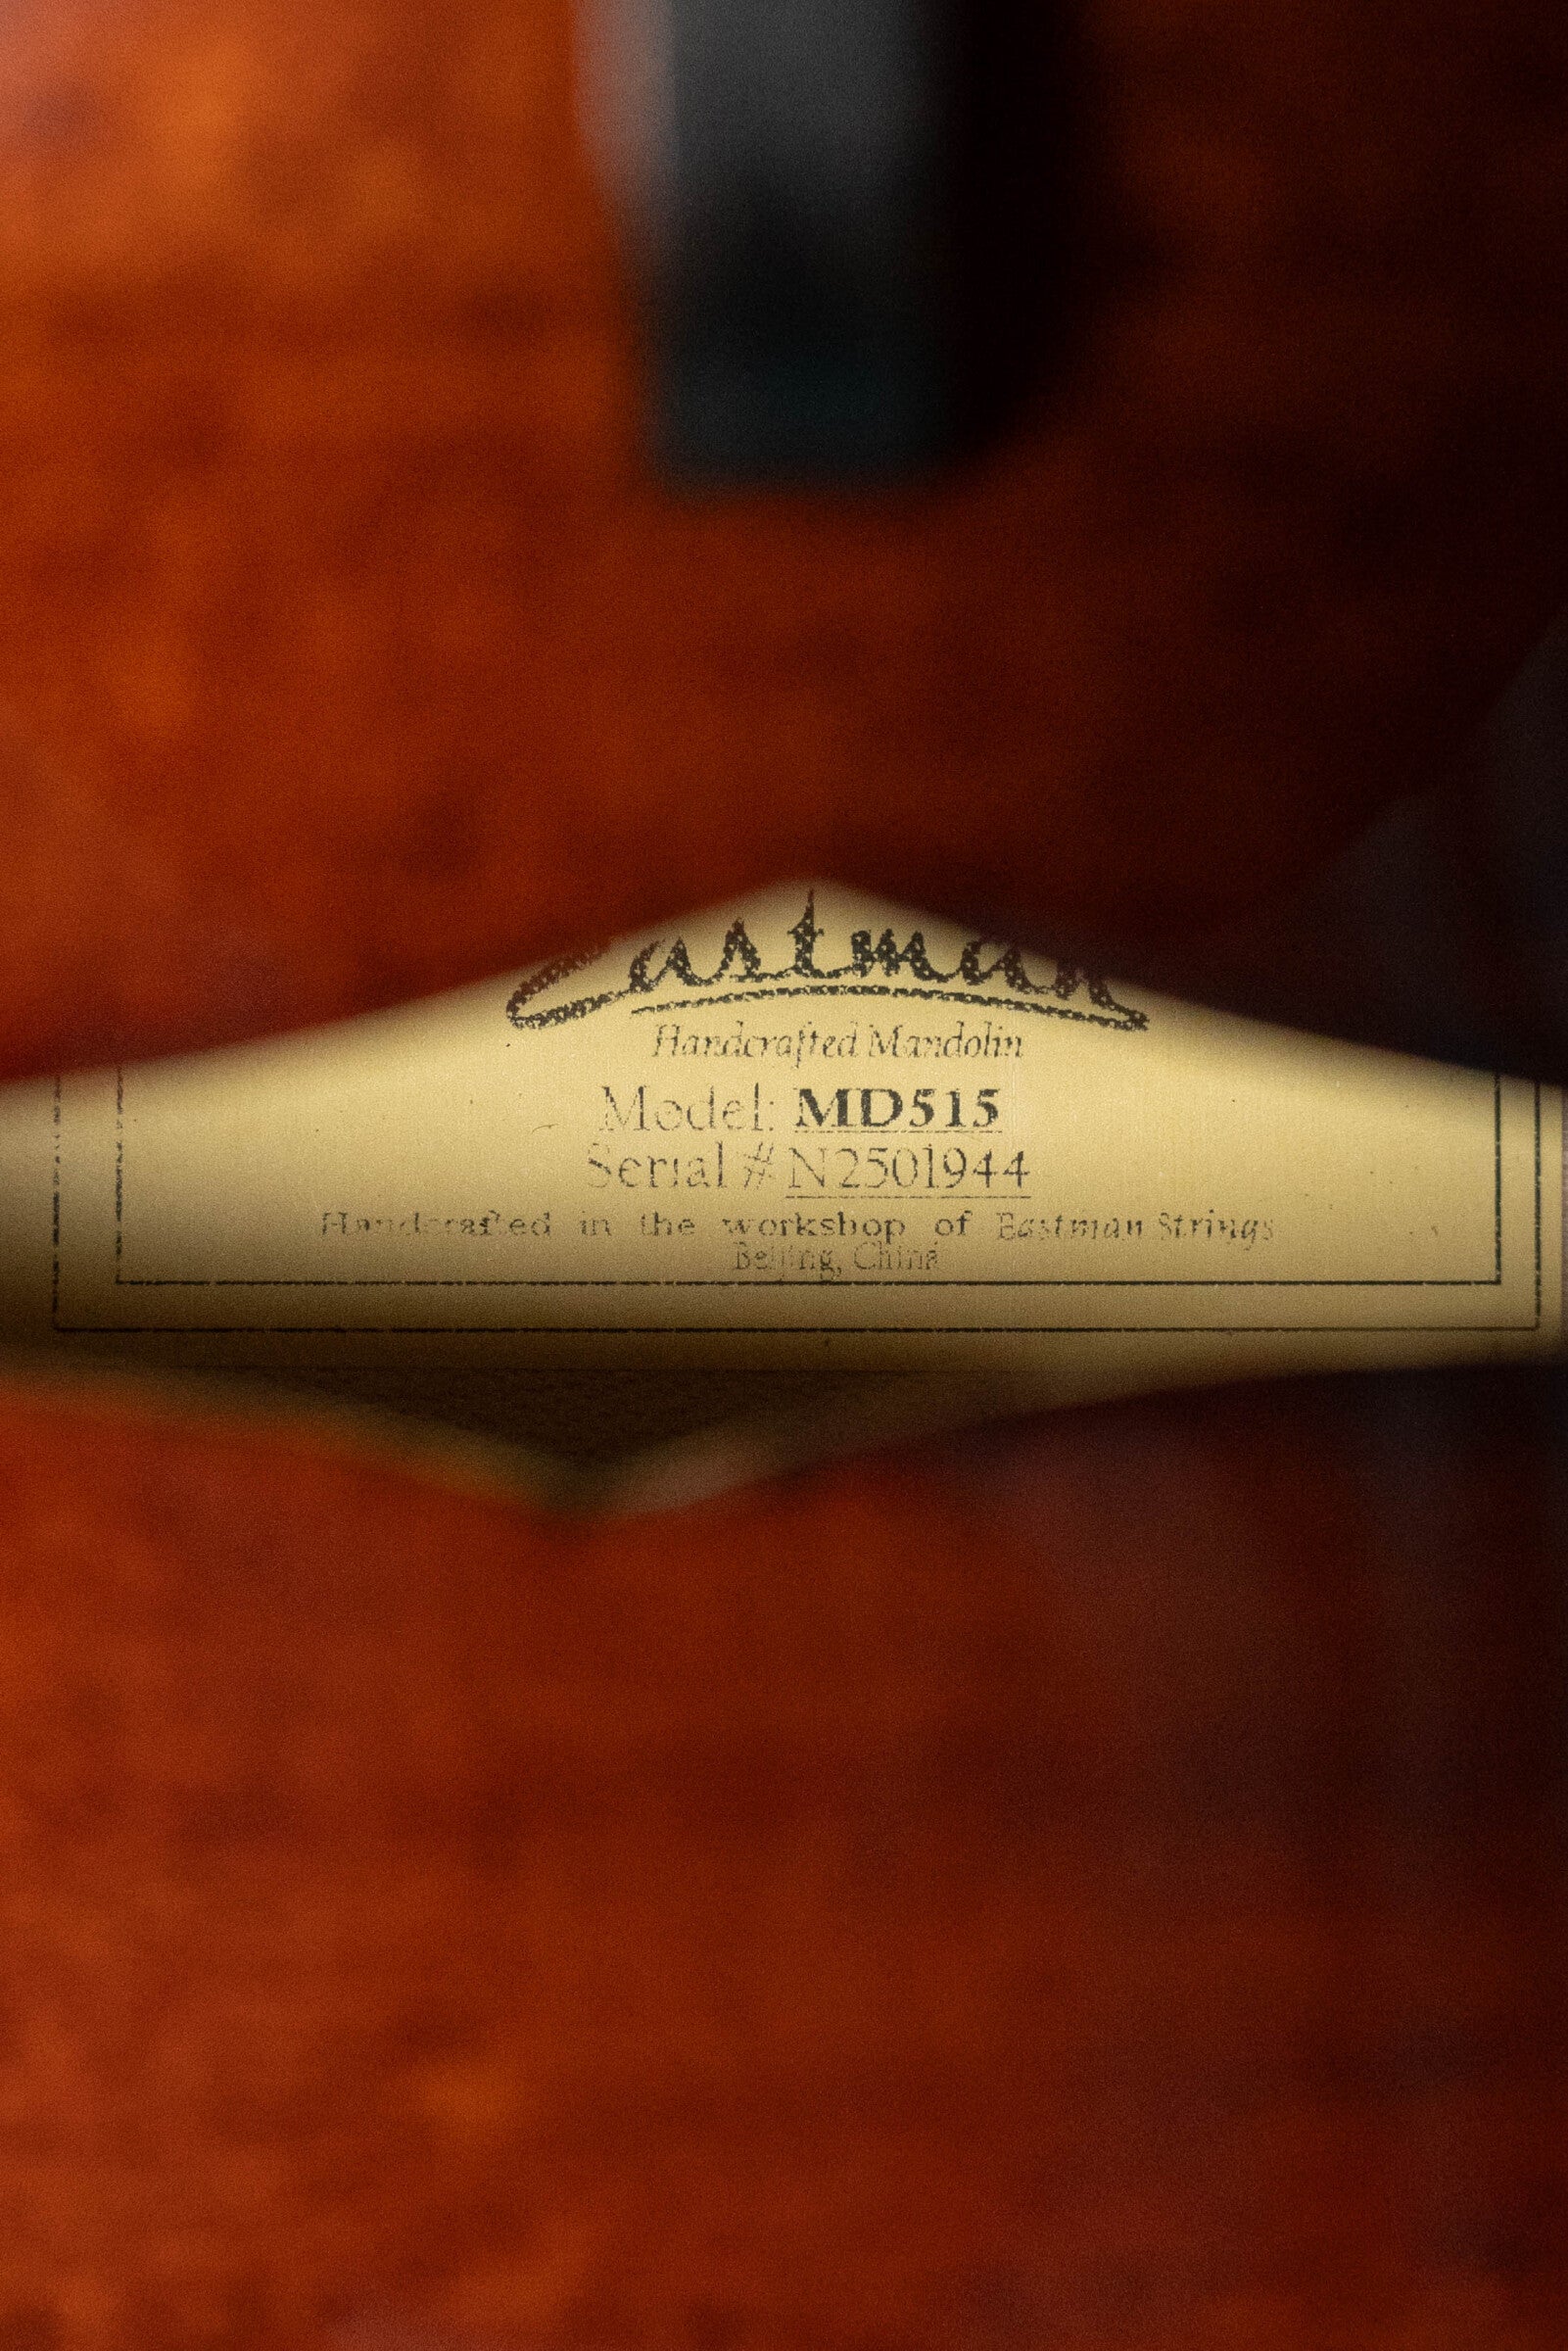 Eastman
Handcrafted Mandolin
Model: MD515
Serial # N2501944
Handcrafted in the workshop of Eastman Strings
Beijing, China